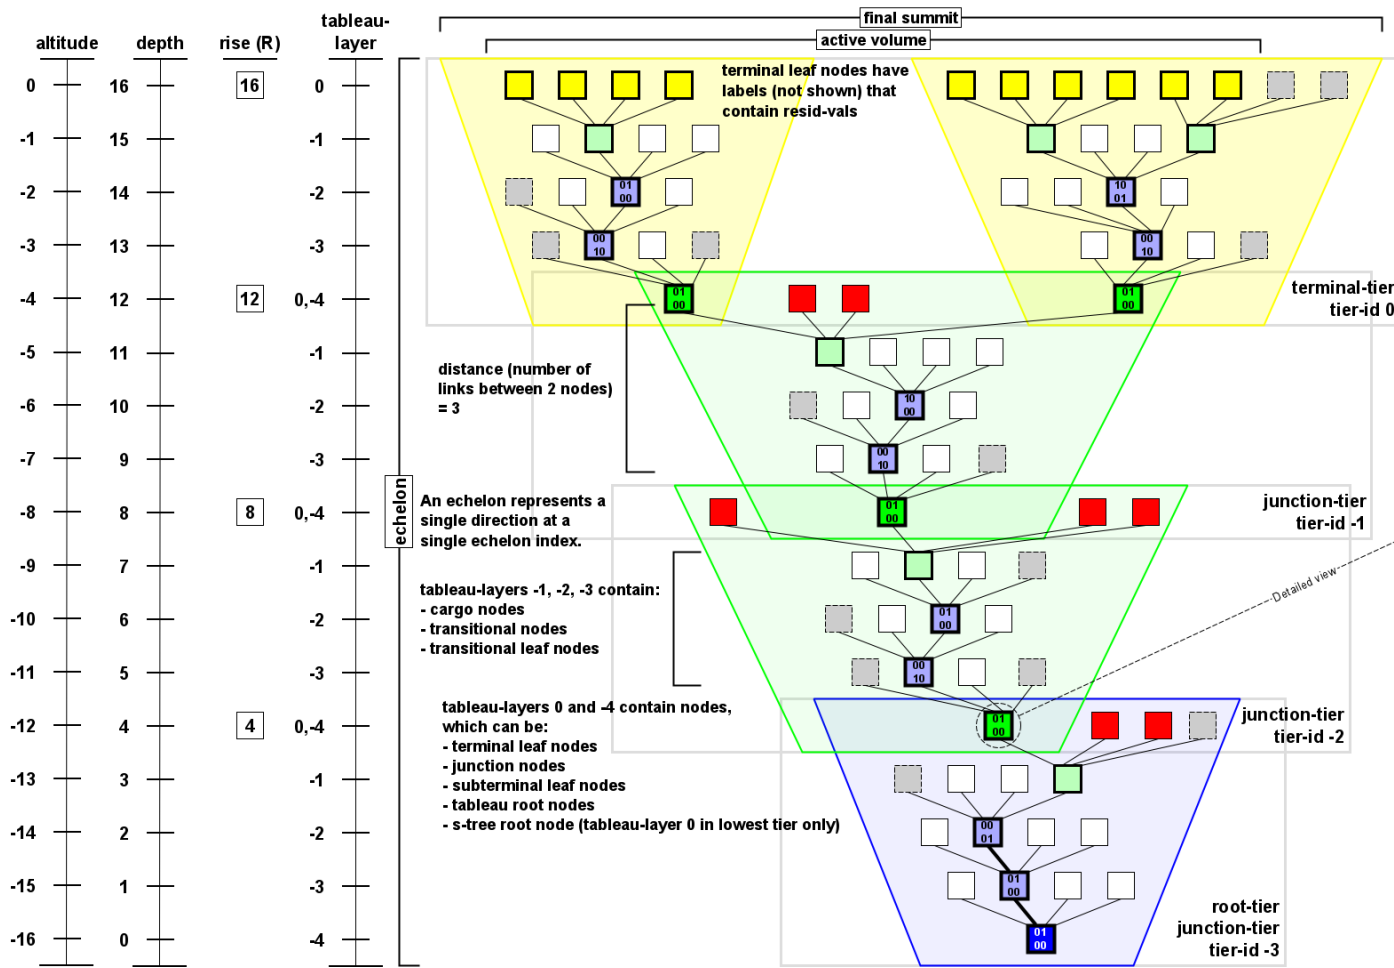 final summit
active volume
altitude
depth
rise (R)
tableau-
layer
0 16 16 0
-1 15 -1
-2 14 -2
-3 13 -3
-4 12 12 0,-4
-5 11 -1
-6 10 -2
-7 9 -3
-8 8 8 0,-4
-9 7 -1
-10 6 -2
-11 5 -3
-12 4 4 0,-4
-13 3 -1
-14 2 -2
-15 1 -3
-16 0 -4
echelon
terminal leaf nodes have
labels (not shown) that
contain resid-vals
01
00
10
01
00
10
00
10
01
00
01
00
terminal-tier
tier-id 0
distance (number of
links between 2 nodes)
= 3
10
00
00
10
An echelon represents a
single direction at a
single echelon index.
01
00
junction-tier
tier-id -1
tableau-layers -1, -2, -3 contain:
- cargo nodes
- transitional nodes
- transitional leaf nodes
01
00
00
10
Detailed view
tableau-layers 0 and -4 contain nodes,
which can be:
- terminal leaf nodes
- junction nodes
- subterminal leaf nodes
- tableau root nodes
- s-tree root node (tableau-layer 0 in lowest tier only)
01
00
junction-tier
tier-id -2
00
01
01
00
01
00
root-tier
junction-tier
tier-id -3